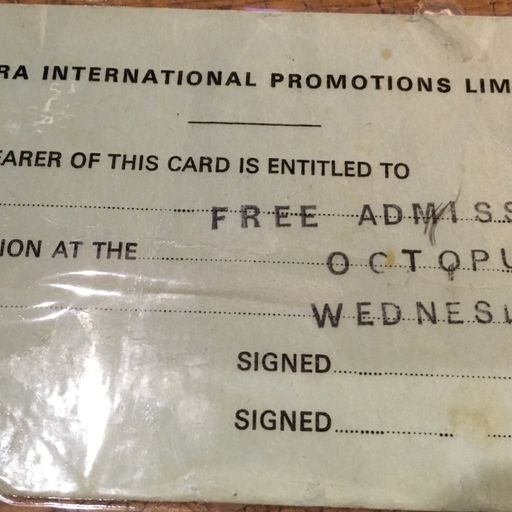 RA INTERNATIONAL PROMOTIONS LIM
EARER OF THIS CARD IS ENTITLED TO
FREE ADMISS
ION AT THE OCTOPU
WEDNES
SIGNED
SIGNED